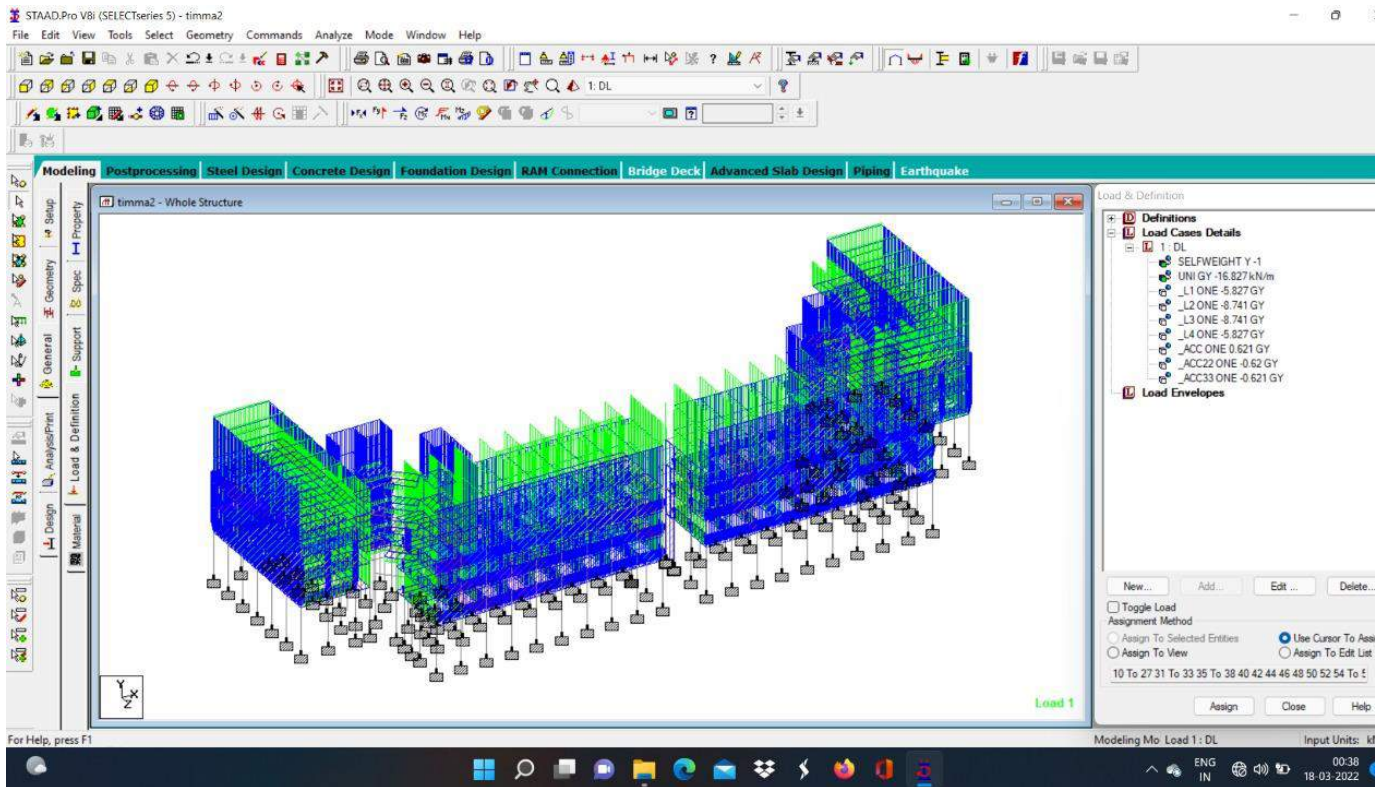 STAAD.Pro V8i (SELECTseries 5) - timma2
File Edit View Tools Select Geometry Commands Analyze Mode Window Help
1: DL
Modeling Postprocessing Steel Design Concrete Design Foundation Design RAM Connection Bridge Deck Advanced Slab Design Piping Earthquake
Setup
Geometry
General
Analysis/Print
Design
Property
Spec
Support
Load & Definition
Material
timma2 - Whole Structure
Y
X
Z
Load 1
Load & Definition
Definitions
Load Cases Details
1 : DL
SELFWEIGHT Y -1
UNI GY -16.827 kN/m
_L1 ONE -5.827 GY
_L2 ONE -8.741 GY
_L3 ONE -8.741 GY
_L4 ONE -5.827 GY
_ACC ONE 0.621 GY
_ACC22 ONE -0.62 GY
_ACC33 ONE -0.621 GY
Load Envelopes
New... Add... Edit ... Delete...
Toggle Load
Assignment Method
Assign To Selected Entities Use Cursor To Assi
Assign To View Assign To Edit List
10 To 27 31 To 33 35 To 38 40 42 44 46 48 50 52 54 To 5
Assign Close Help
For Help, press F1
Modeling Mo Load 1 : DL Input Units: kN
ENG
IN
00:38
18-03-2022